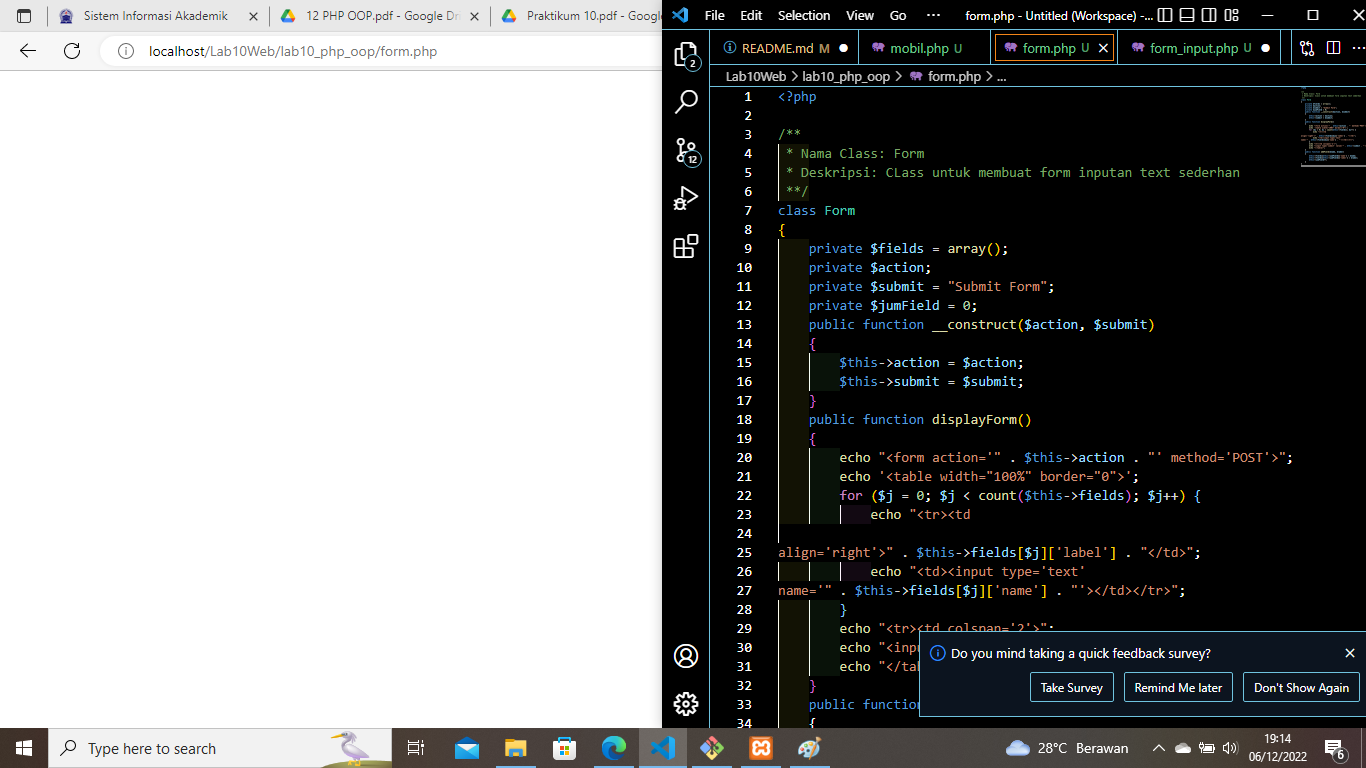 Sistem Informasi Akademik
12 PHP OOP.pdf - Google Dri
Praktikum 10.pdf - Google
localhost/Lab10Web/lab10_php_oop/form.php
File Edit Selection View Go ··· form.php - Untitled (Workspace) -...
README.md M
mobil.php U
form.php U
form_input.php U
Lab10Web > lab10_php_oop > form.php > ...
1 <?php
2
3 /**
4 * Nama Class: Form
5 * Deskripsi: CLass untuk membuat form inputan text sederhan
6 **/
7 class Form
8 {
9 private $fields = array();
10 private $action;
11 private $submit = "Submit Form";
12 private $jumField = 0;
13 public function __construct($action, $submit)
14 {
15 $this->action = $action;
16 $this->submit = $submit;
17 }
18 public function displayForm()
19 {
20 echo "<form action='" . $this->action . "' method='POST'>";
21 echo '<table width="100%" border="0">';
22 for ($j = 0; $j < count($this->fields); $j++) {
23 echo "<tr><td
24
25 align='right'>" . $this->fields[$j]['label'] . "</td>";
26 echo "<td><input type='text'
27 name='" . $this->fields[$j]['name'] . "'></td></tr>";
28 }
29 echo "<tr><td colspan='2'>";
30 echo "<inpu
31 echo "</tab
32 }
33 public function
34 {
2
12
Do you mind taking a quick feedback survey?
Take Survey
Remind Me later
Don't Show Again
Type here to search
28°C Berawan
19:14
06/12/2022
6